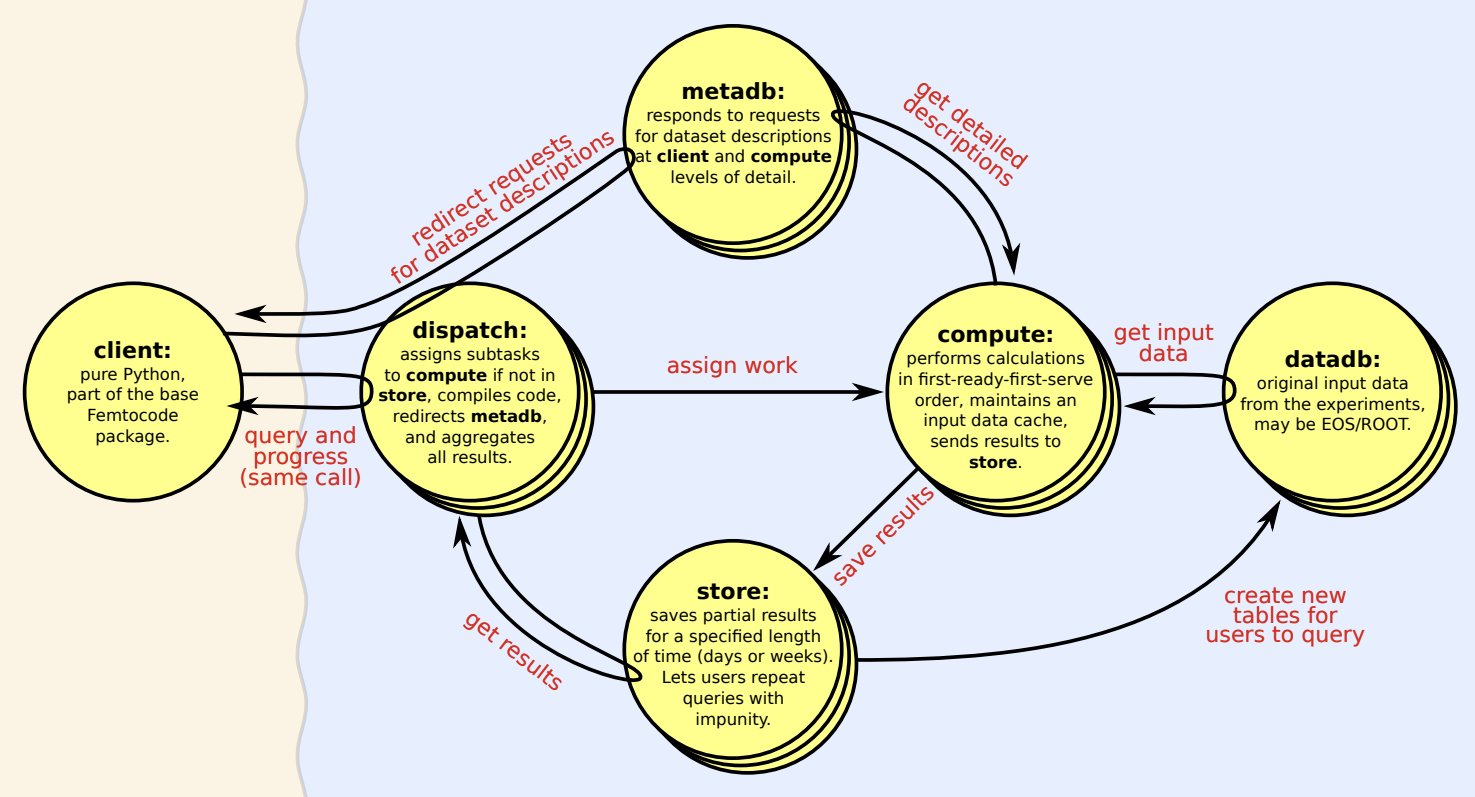 metadb:
responds to requests
for dataset descriptions
at client and compute
levels of detail.
get detailed
descriptions
redirect requests
for dataset descriptions
client:
pure Python,
part of the base
Femtocode
package.
query and
progress
(same call)
dispatch:
assigns subtasks
to compute if not in
store, compiles code,
redirects metadb,
and aggregates
all results.
assign work
compute:
performs calculations
in first-ready-first-serve
order, maintains an
input data cache,
sends results to
store.
get input
data
datadb:
original input data
from the experiments,
may be EOS/ROOT.
save results
get results
store:
saves partial results
for a specified length
of time (days or weeks).
Lets users repeat
queries with
impunity.
create new
tables for
users to query